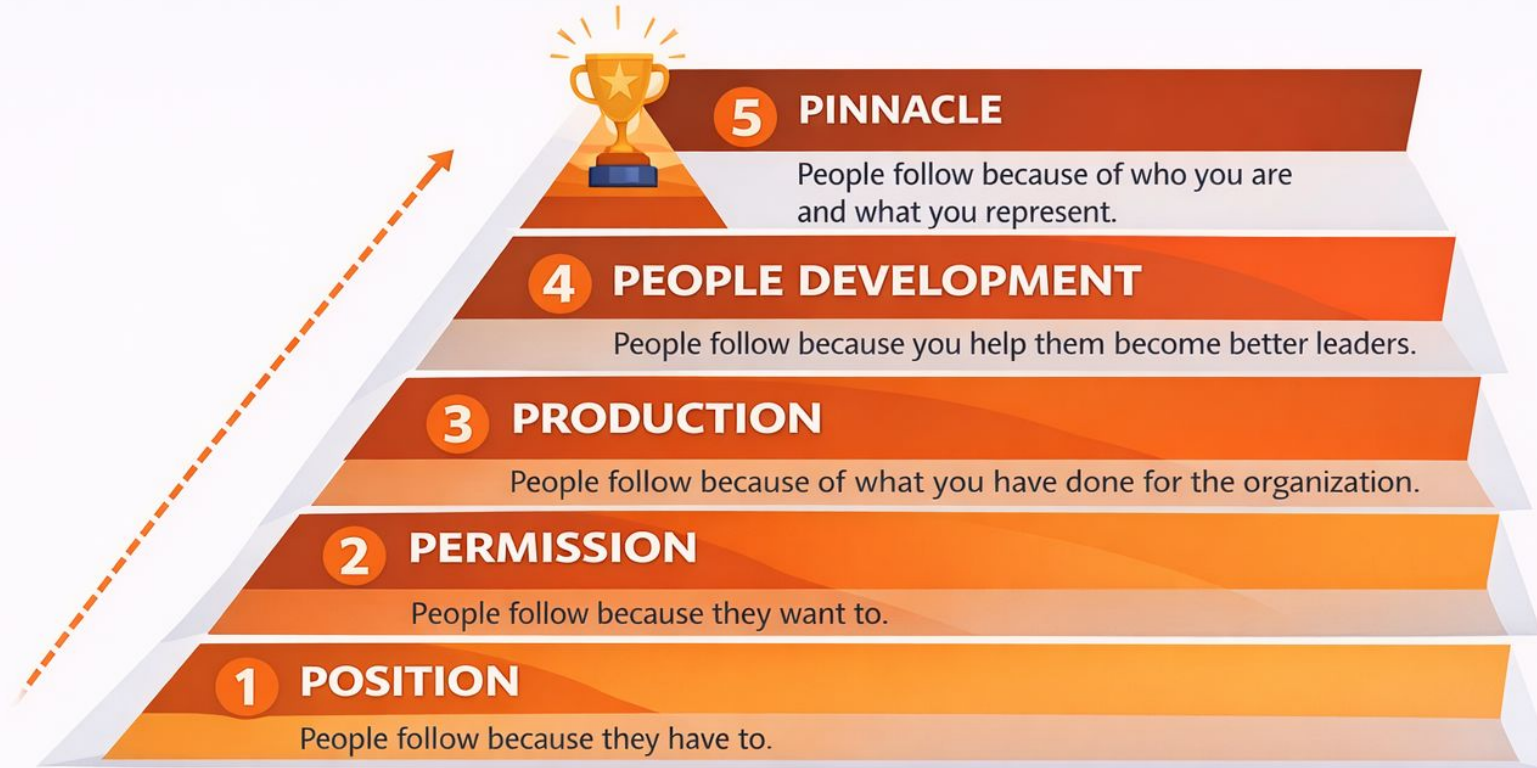 5 PINNACLE
People follow because of who you are
and what you represent.
4 PEOPLE DEVELOPMENT
People follow because you help them become better leaders.
3 PRODUCTION
People follow because of what you have done for the organization.
2 PERMISSION
People follow because they want to.
1 POSITION
People follow because they have to.